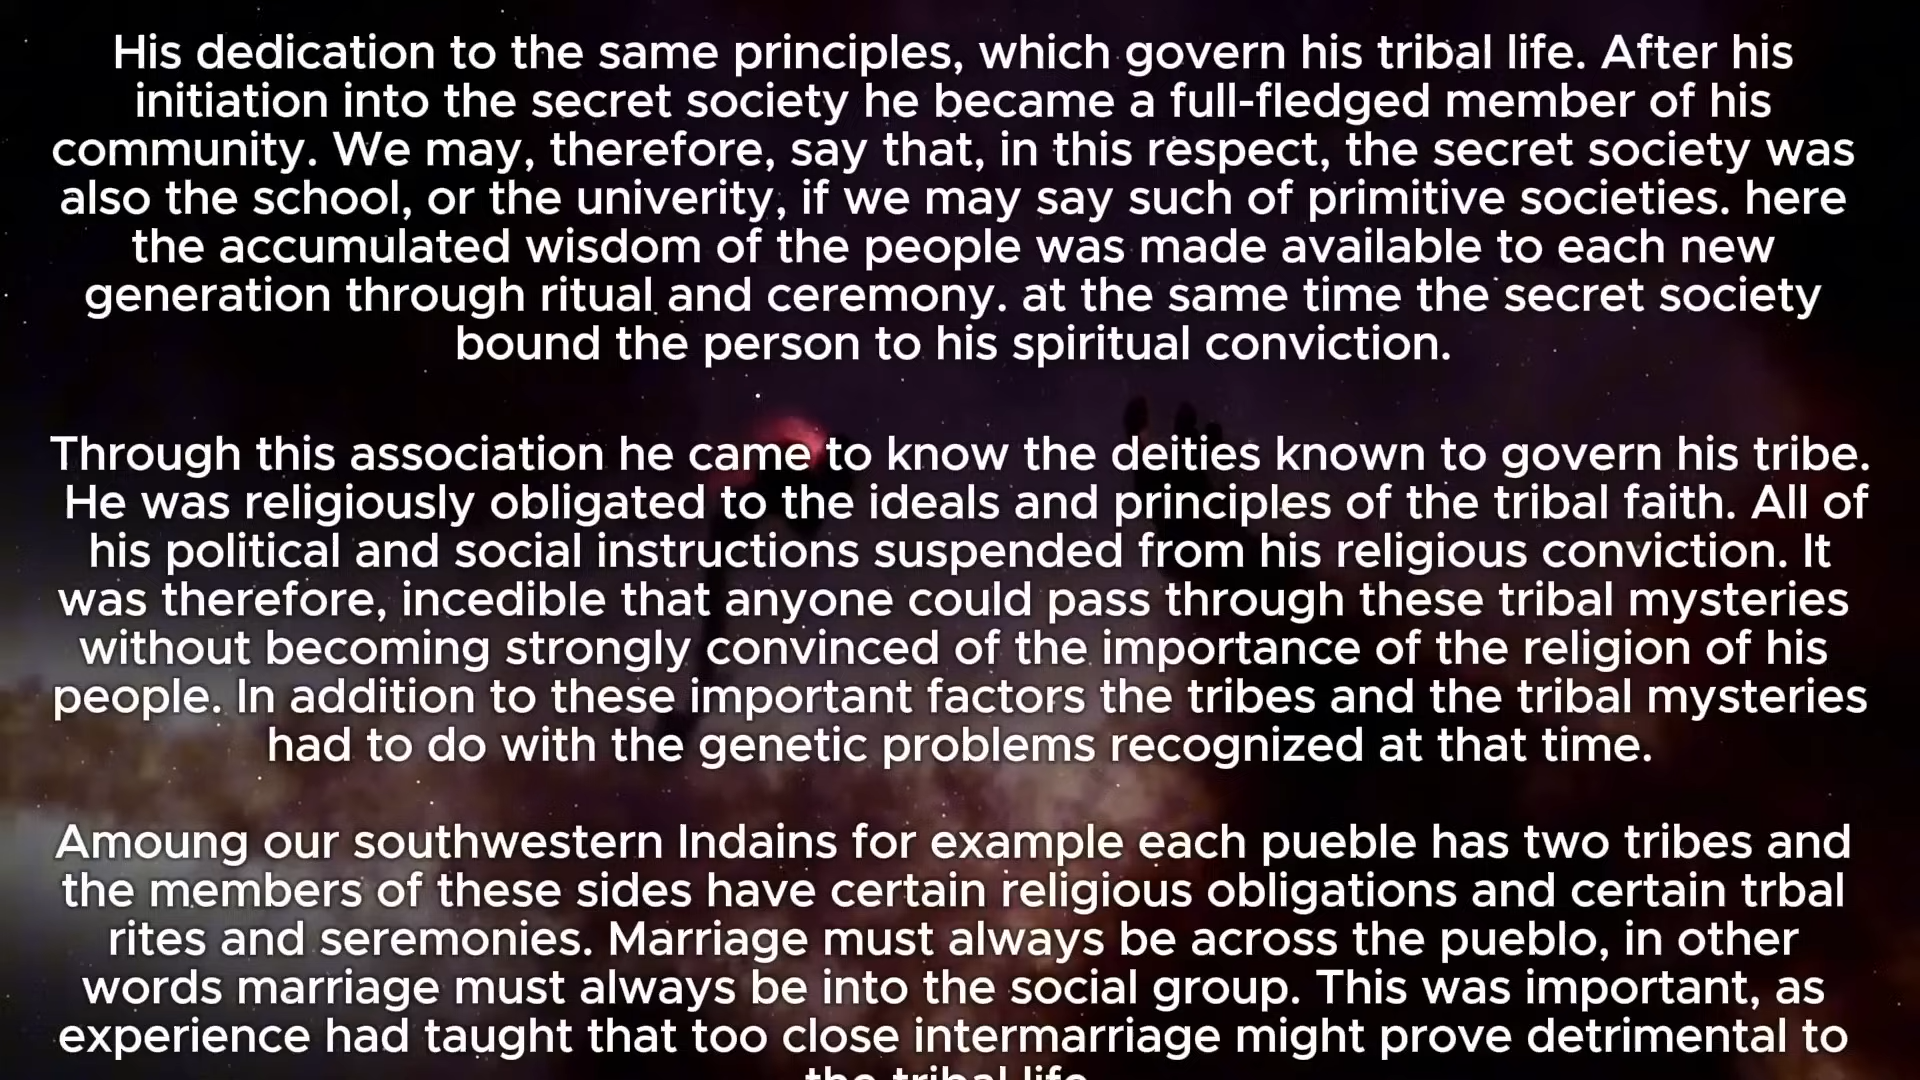 His dedication to the same principles, which govern his tribal life. After his
initiation into the secret society he became a full-fledged member of his
community. We may, therefore, say that, in this respect, the secret society was
also the school, or the univerity, if we may say such of primitive societies. here
the accumulated wisdom of the people was made available to each new
generation through ritual and ceremony. at the same time the secret society
bound the person to his spiritual conviction.
Through this association he came to know the deities known to govern his tribe.
He was religiously obligated to the ideals and principles of the tribal faith. All of
his political and social instructions suspended from his religious conviction. It
was therefore, incedible that anyone could pass through these tribal mysteries
without becoming strongly convinced of the importance of the religion of his
people. In addition to these important factors the tribes and the tribal mysteries
had to do with the genetic problems recognized at that time.
Amoung our southwestern Indains for example each pueble has two tribes and
the members of these sides have certain religious obligations and certain trbal
rites and seremonies. Marriage must always be across the pueblo, in other
words marriage must always be into the social group. This was important, as
experience had taught that too close intermarriage might prove detrimental to
the tribal life.